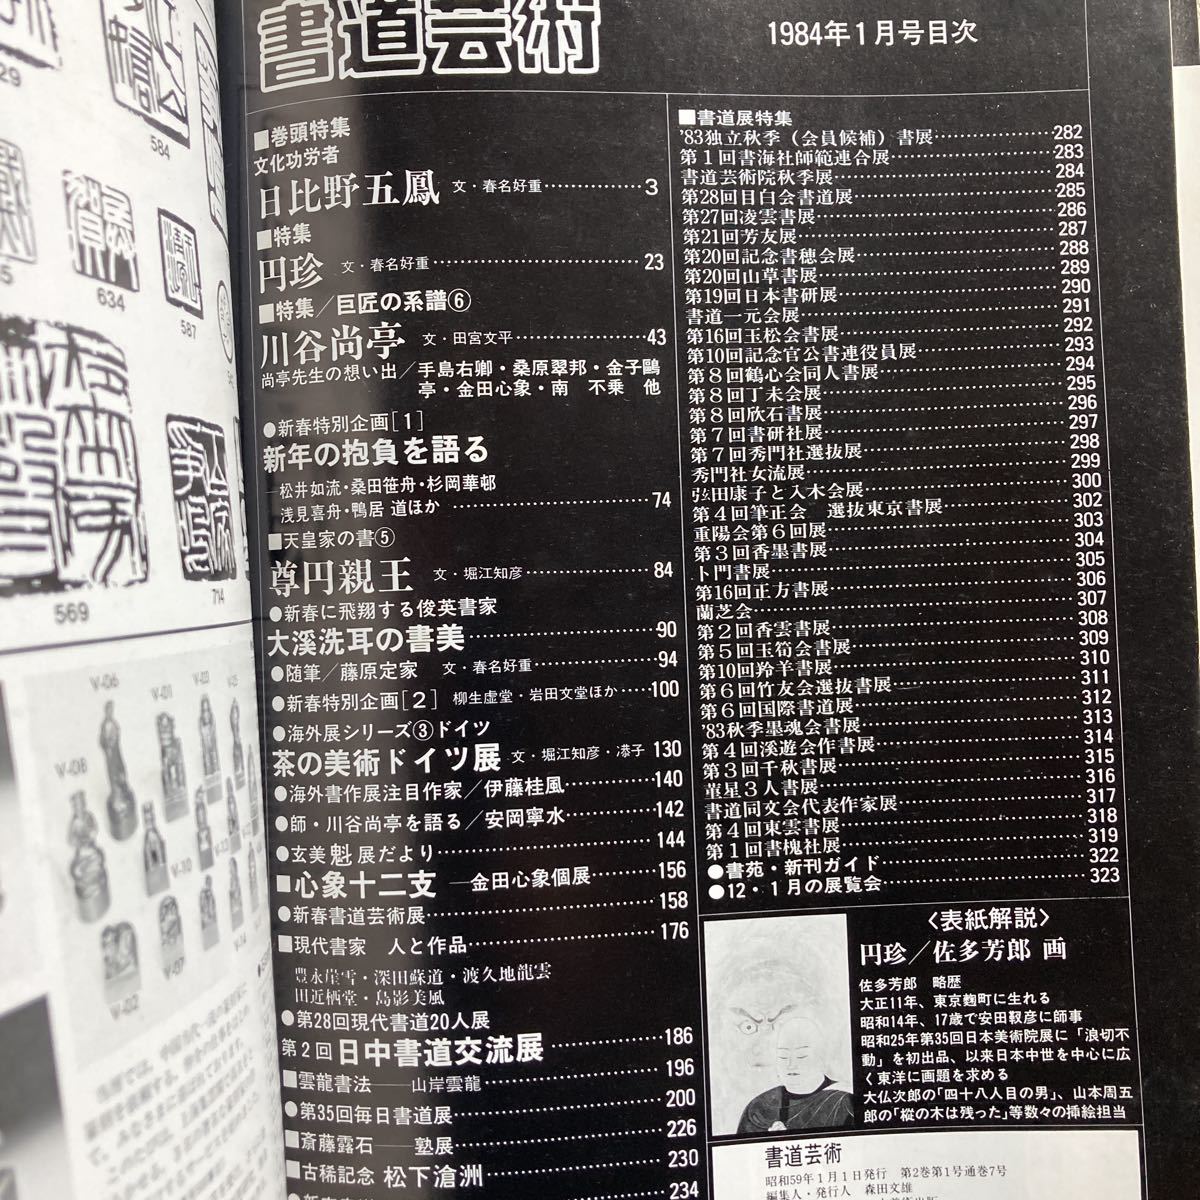 書道芸術
1984年1月号目次
■巻頭特集
文化功労者
日比野五鳳 文・春名好重……………3
■特集
円珍 文・春名好重……………23
■特集/巨匠の系譜⑥
川谷尚亭 文・田宮文平……………43
尚亭先生の想い出/手島右卿・桑原翠邦・金子鷗
亭・金田心象・南 不乗 他
●新春特別企画[1]
新年の抱負を語る
―松井如流・桑田笹舟・杉岡華邨
浅見喜舟・鴨居 道ほか……………74
■天皇家の書⑤
尊円親王 文・堀江知彦……………84
●新春に飛翔する俊英書家
大溪洗耳の書美……………90
●随筆/藤原定家 文・春名好重……………94
●新春特別企画[2] 柳生虚堂・岩田文堂ほか……100
●海外展シリーズ③ドイツ
茶の美術ドイツ展 文・堀江知彦・湛子 130
●海外書作展注目作家/伊藤桂風……………140
●師・川谷尚亭を語る/安岡寧水……………142
●玄美魁展だより……………144
■心象十二支 ―金田心象個展……………156
●新春書道芸術展……………158
■現代書家 人と作品……………176
豊永崖雪・深田蘇道・渡久地龍雲
田近栖堂・島影美風
●第28回現代書道20人展
第2回日中書道交流展……………186
■雲龍書法――山岸雲龍……………196
●第35回毎日書道展……………200
■斎藤露石――塾展……………226
■古稀記念 松下滄洲……………230
234
■書道展特集
'83独立秋季(会員候補)書展……………282
第1回書海社師範連合展……………283
書道芸術院秋季展……………284
第28回目白会書道展……………285
第27回凌雲書展……………286
第21回芳友展……………287
第20回記念書穂会展……………288
第20回山草書展……………289
第19回日本書研展……………290
書道一元会展……………291
第16回玉松会書展……………292
第10回記念官公書連役員展……………293
第8回鶴心会同人書展……………294
第8回丁未会展……………295
第8回欣石書展……………296
第7回書研社展……………297
第7回秀門社選抜展……………298
秀門社女流展……………299
弦田康子と入木会展……………300
第4回筆正会 選抜東京書展……………302
重陽会第6回展……………303
第3回香墨書展……………304
卜門書展……………305
第16回正方書展……………306
蘭芝会……………307
第2回香雲書展……………308
第5回玉筍会書展……………309
第10回羚羊書展……………310
第6回竹友会選抜書展……………311
第6回国際書道展……………312
'83秋季墨魂会書展……………313
第4回溪遊会作書展……………314
第3回千秋書展……………315
菫星3人書展……………316
書道同文会代表作家展……………317
第4回東雲書展……………318
第1回書槐社展……………319
●書苑・新刊ガイド……………322
●12・1月の展覧会……………323
〈表紙解説〉
円珍/佐多芳郎 画
佐多芳郎 略歴
大正11年、東京麹町に生れる
昭和14年、17歳で安田靫彦に師事
昭和25年第35回日本美術院展に「浪切不
動」を初出品、以来日本中世を中心に広
く東洋に画題を求める
大仏次郎の「四十八人目の男」、山本周五
郎の「樅の木は残った」等数々の挿絵担当
書道芸術
昭和59年1月1日発行 第2巻第1号通巻7号
編集人・発行人 森田文雄
584
634
587
569
714
V-06
V-01
V-03
V-08
V-10
V-14
V-07
V-02